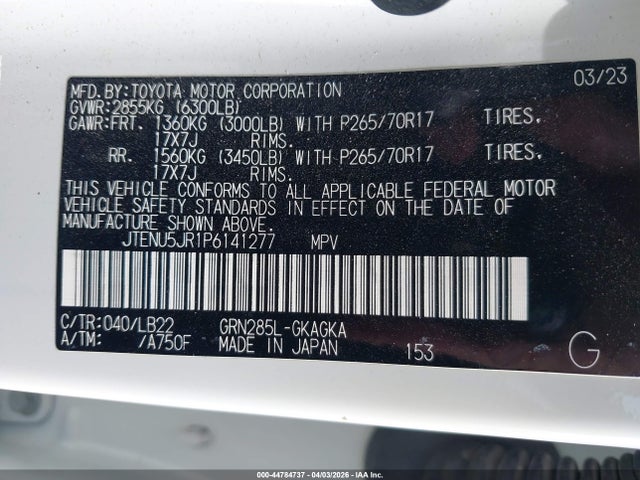 MFD.BY:TOYOTA MOTOR CORPORATION 03/23
GVWR:2855KG (6300LB)
GAWR:FRT. 1360KG (3000LB) WITH P265/70R17 TIRES,
17X7J RIMS.
RR. 1560KG (3450LB) WITH P265/70R17 TIRES,
17X7J RIMS.
THIS VEHICLE CONFORMS TO ALL APPLICABLE FEDERAL MOTOR
VEHICLE SAFETY STANDARDS IN EFFECT ON THE DATE OF
MANUFACTURE SHOWN ABOVE.
JTENU5JR1P6141277 MPV
C/TR:040/LB22 GRN285L-GKAGKA
A/TM: /A750F MADE IN JAPAN 153 G
000-44784737 - 04/03/2026 - IAA Inc.